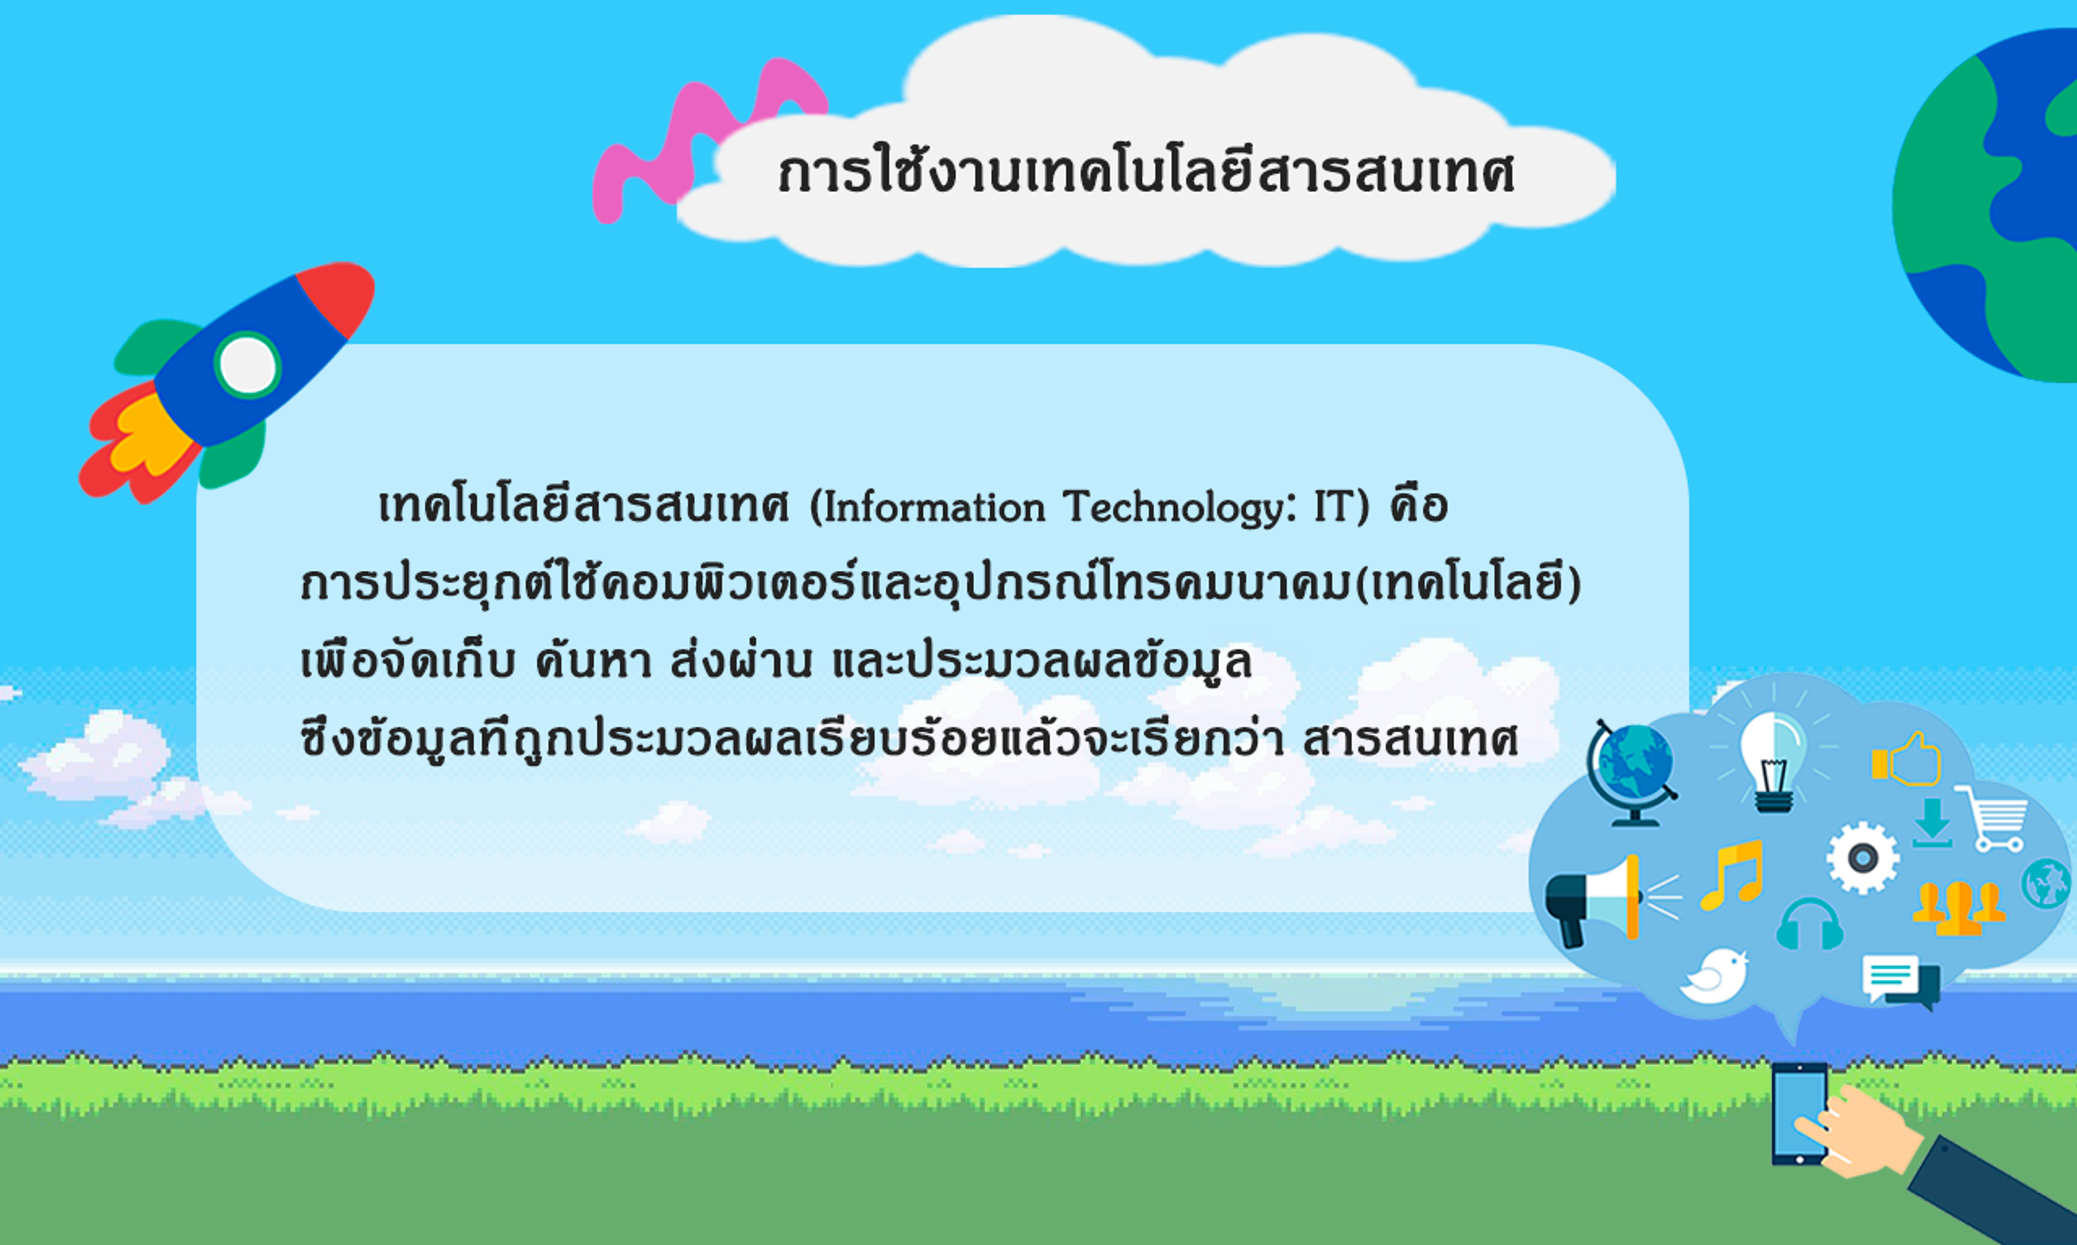 การใช้งานเทคโนโลยีสารสนเทศ
เทคโนโลยีสารสนเทศ (Information Technology: IT) คือ
การประยุกต์ใช้คอมพิวเตอร์และอุปกรณ์โทรคมนาคม(เทคโนโลยี)
เพื่อจัดเก็บ ค้นหา ส่งผ่าน และประมวลผลข้อมูล
ซึ่งข้อมูลที่ถูกประมวลผลเรียบร้อยแล้วจะเรียกว่า สารสนเทศ